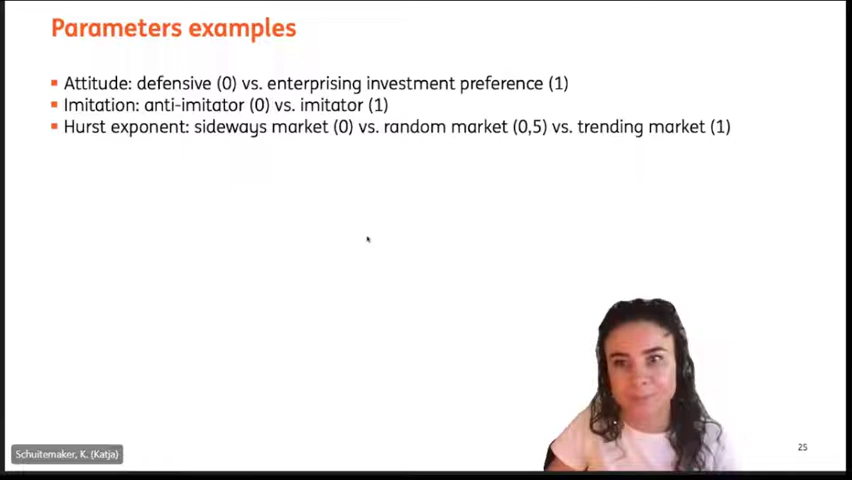 Parameters examples
▪ Attitude: defensive (0) vs. enterprising investment preference (1)
▪ Imitation: anti-imitator (0) vs. imitator (1)
▪ Hurst exponent: sideways market (0) vs. random market (0,5) vs. trending market (1)
Schuitemaker, K. (Katja)
25